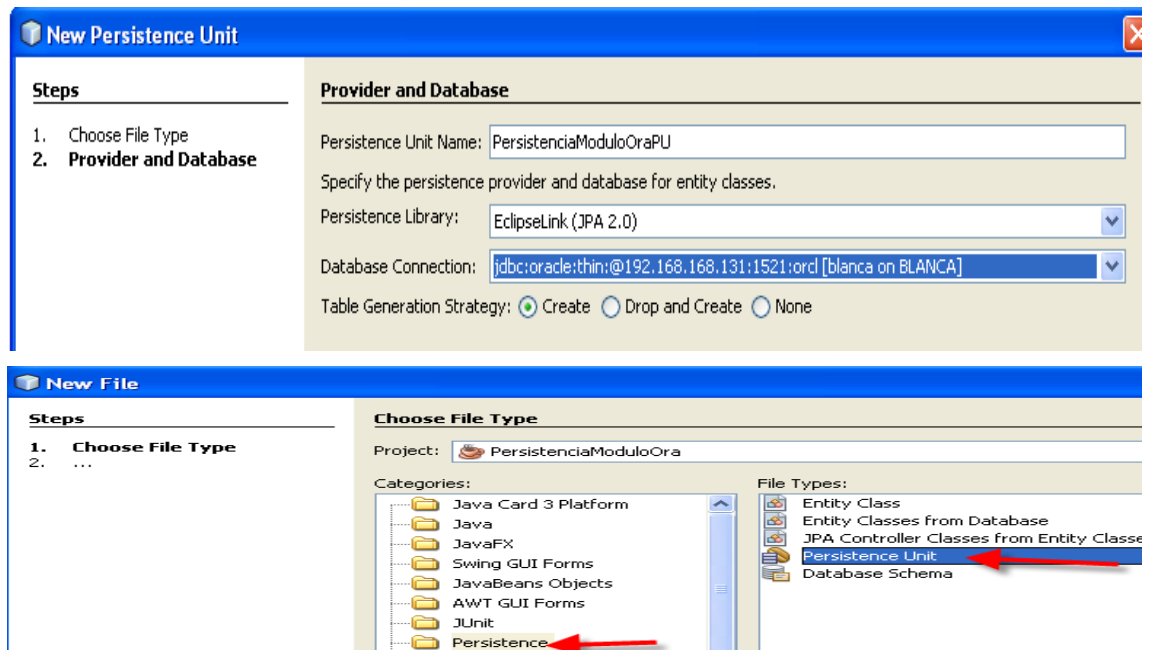 New Persistence Unit
Steps
1. Choose File Type
2. Provider and Database
Provider and Database
Persistence Unit Name: PersistenciaModuloOraPU
Specify the persistence provider and database for entity classes.
Persistence Library: EclipseLink (JPA 2.0)
Database Connection: jdbc:oracle:thin:@192.168.168.131:1521:orcl [blanca on BLANCA]
Table Generation Strategy: Create Drop and Create None
New File
Steps
1. Choose File Type
2. ...
Choose File Type
Project: PersistenciaModuloOra
Categories:
Java Card 3 Platform
Java
JavaFX
Swing GUI Forms
JavaBeans Objects
AWT GUI Forms
JUnit
Persistence
File Types:
Entity Class
Entity Classes from Database
JPA Controller Classes from Entity Classe
Persistence Unit
Database Schema